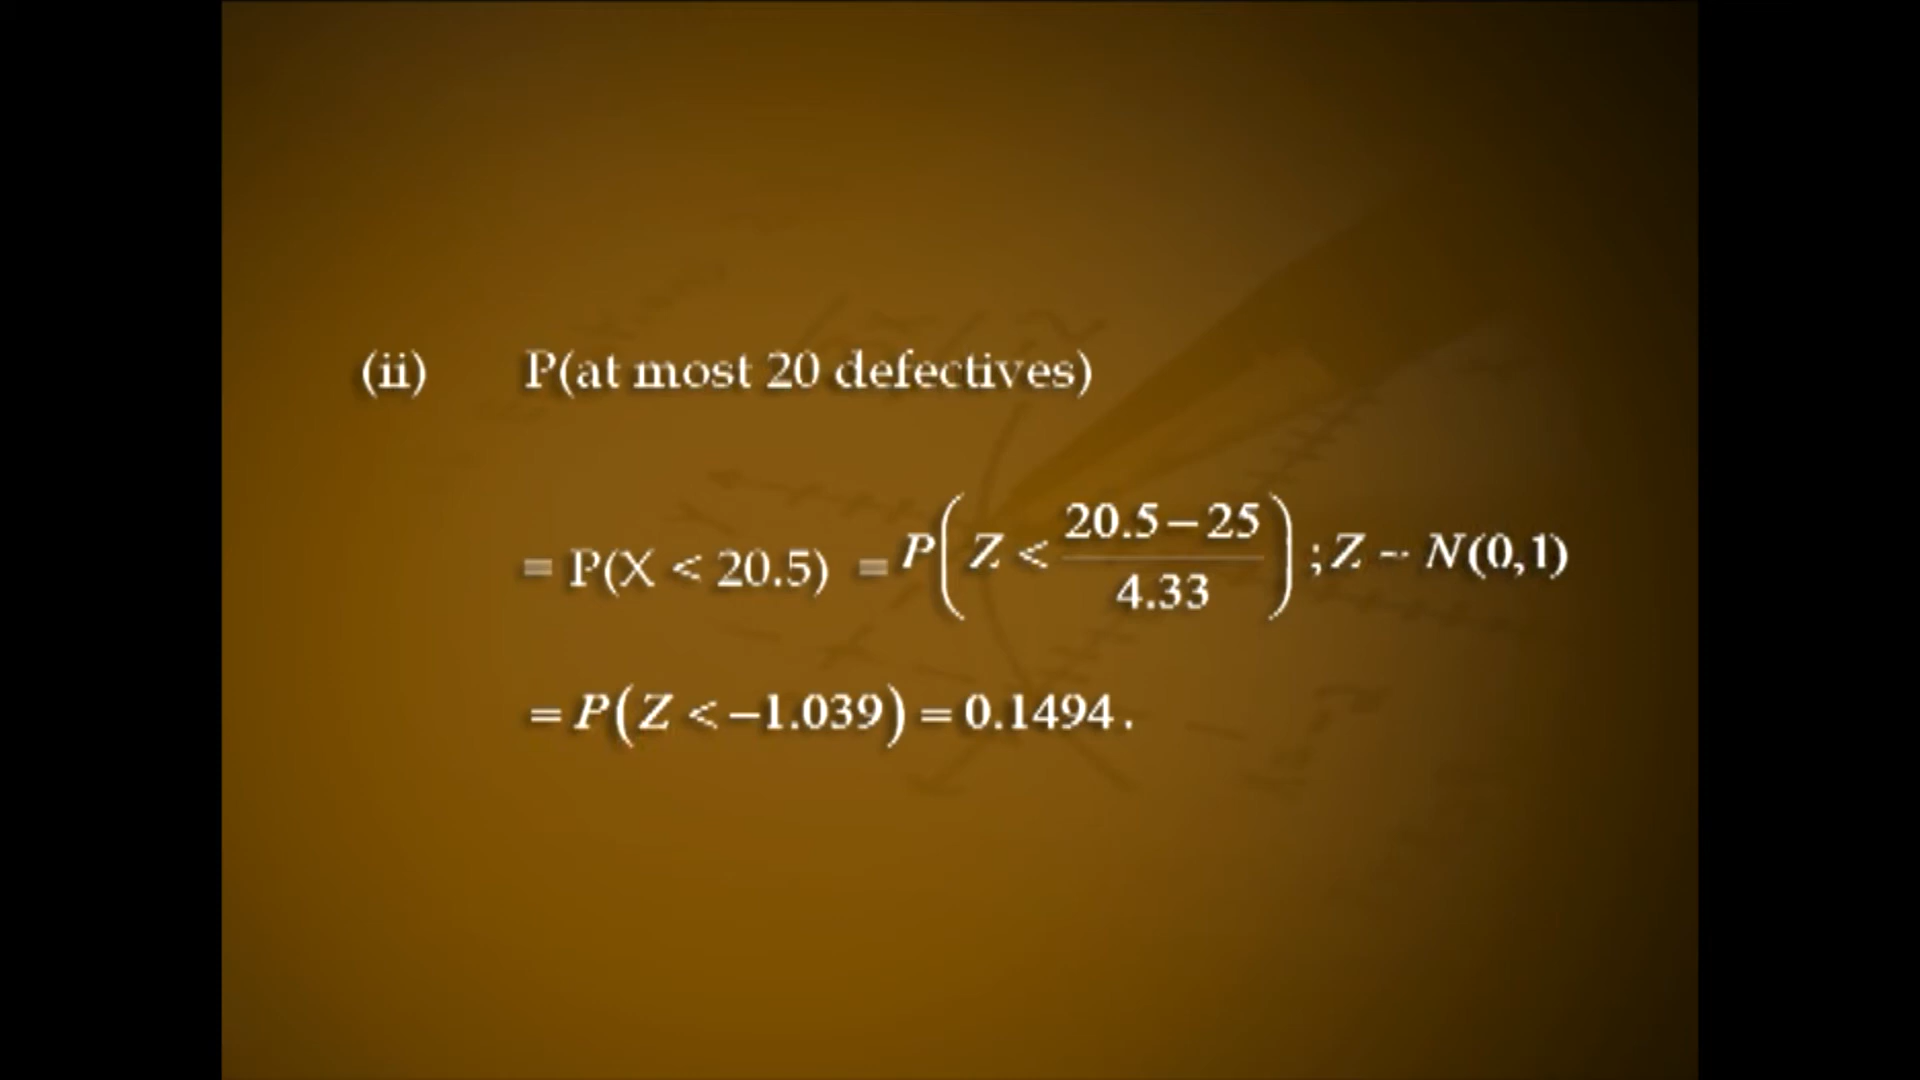 (ii) P(at most 20 defectives)
= P(X < 20.5) = P(Z < (20.5−25)/4.33) ; Z ~ N(0,1)
= P(Z < −1.039) = 0.1494.